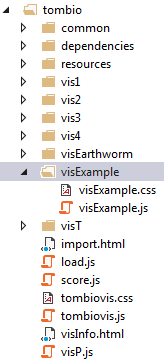 tombio
common
dependencies
resources
vis1
vis2
vis3
vis4
visEarthworm
visExample
visExample.css
visExample.js
visT
import.html
load.js
score.js
tombiovis.css
tombiovis.js
visInfo.html
visP.js